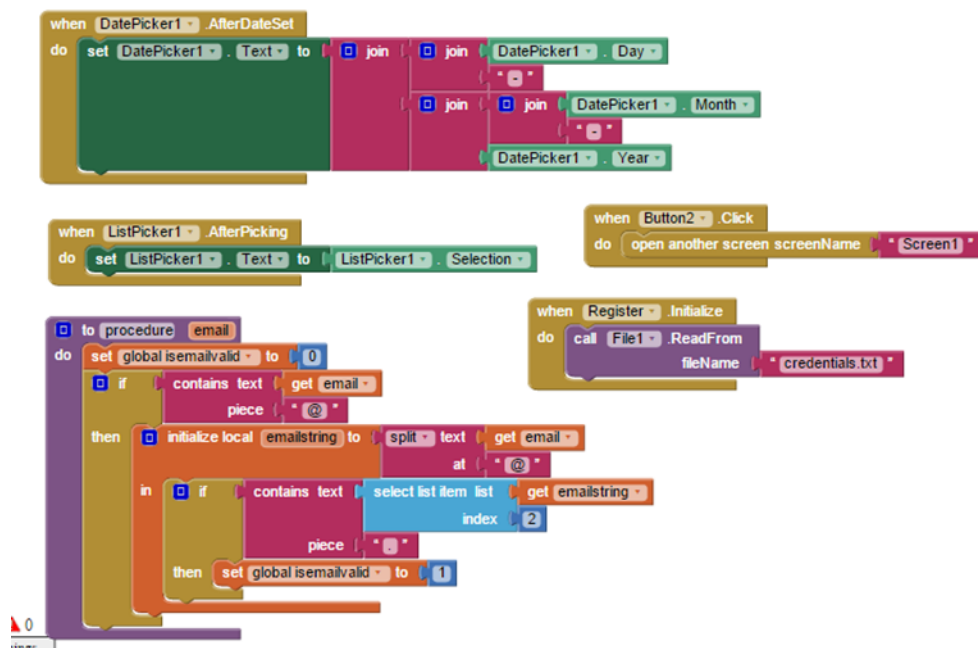 when DatePicker1 .AfterDateSet
do set DatePicker1 . Text to join join DatePicker1 . Day
" - "
join join DatePicker1 . Month
" - "
DatePicker1 . Year
when ListPicker1 .AfterPicking
do set ListPicker1 . Text to ListPicker1 . Selection
when Button2 .Click
do open another screen screenName " Screen1 "
to procedure email
do set global isemailvalid to 0
if contains text get email
piece " @ "
then initialize local emailstring to split text get email
at " @ "
in if contains text select list item list get emailstring
index 2
piece " . "
then set global isemailvalid to 1
when Register .Initialize
do call File1 .ReadFrom
fileName " credentials.txt "
0